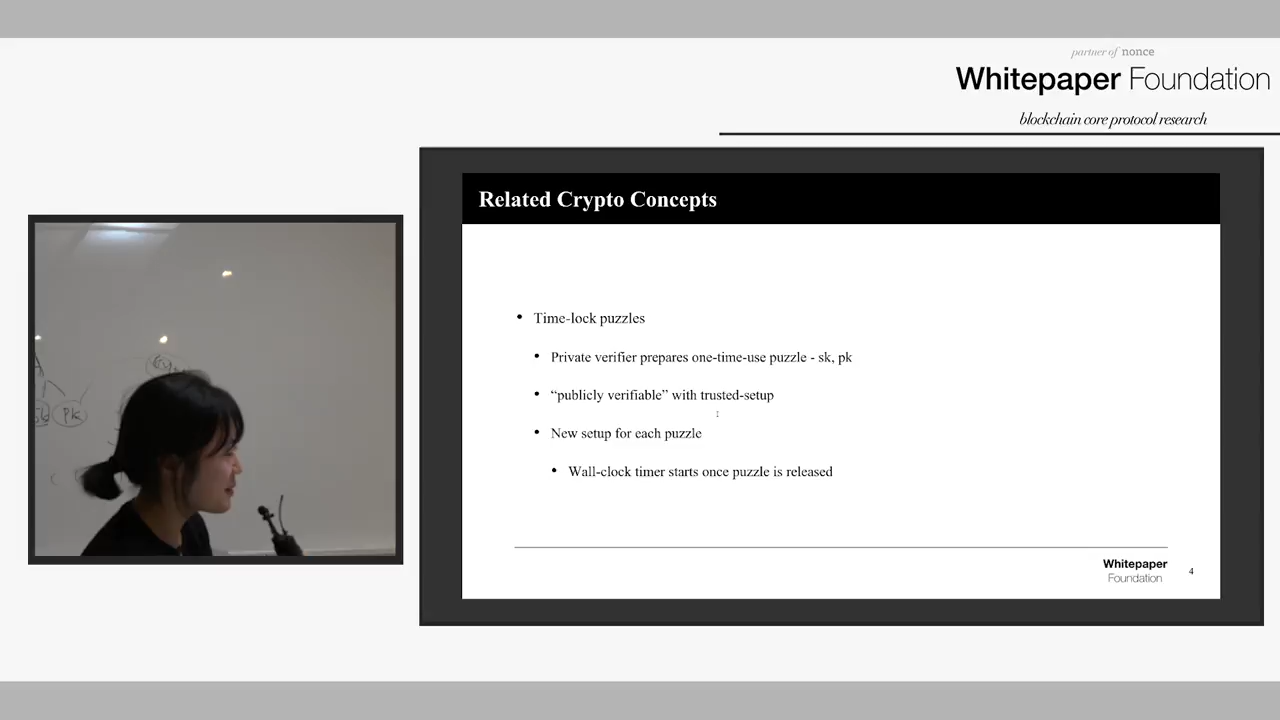 partner of nonce
Whitepaper Foundation
blockchain core protocol research
Related Crypto Concepts
• Time-lock puzzles
• Private verifier prepares one-time-use puzzle - sk, pk
• “publicly verifiable” with trusted-setup
• New setup for each puzzle
• Wall-clock timer starts once puzzle is released
Whitepaper
Foundation
4
pk